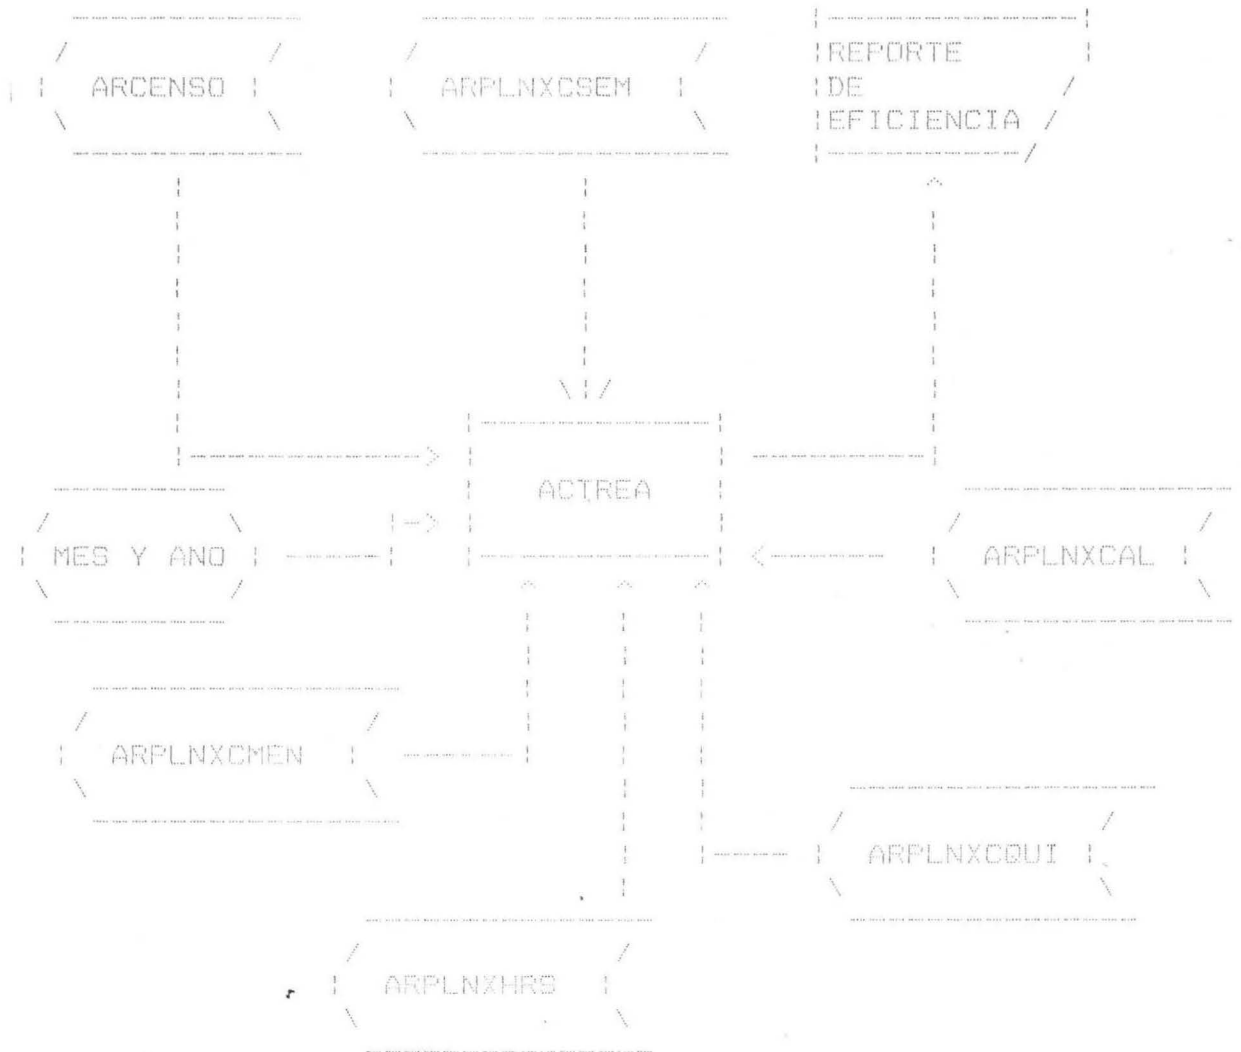 ARCENSO
ARPLNXCSEM
REPORTE
DE
EFICIENCIA
ACTREA
MES Y ANO
ARPLNXCAL
ARPLNXCMEN
ARPLNXCQUI
ARPLNXHRS